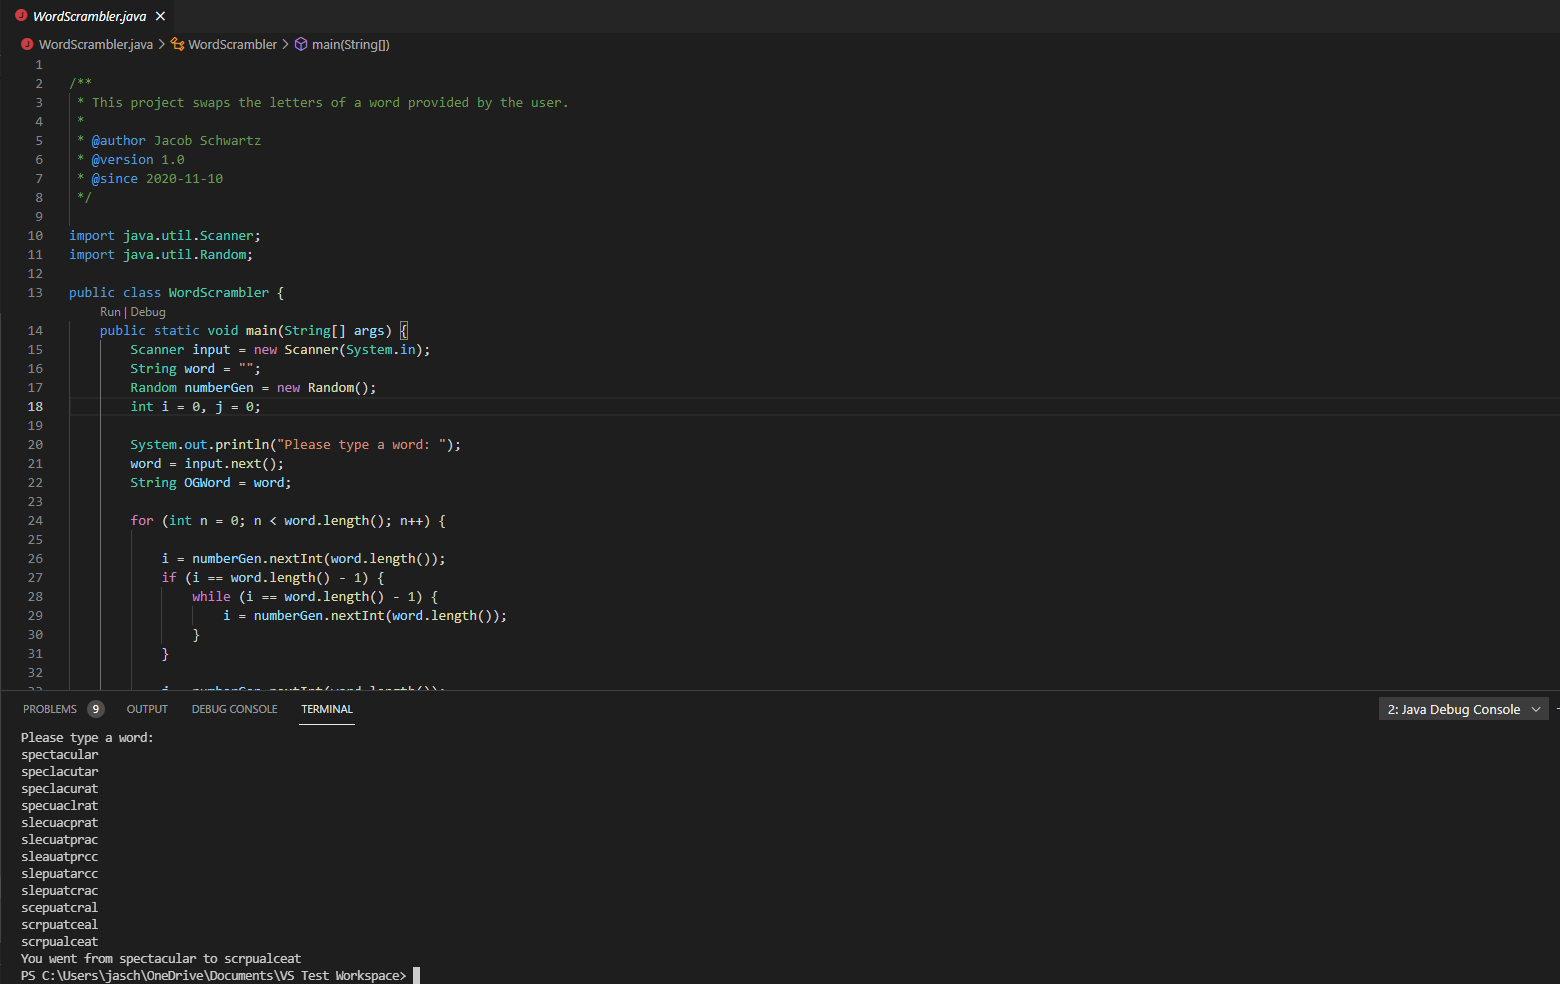 WordScrambler.java
WordScrambler.java > WordScrambler > main(String[])
1
2 /**
3 * This project swaps the letters of a word provided by the user.
4 *
5 * @author Jacob Schwartz
6 * @version 1.0
7 * @since 2020-11-10
8 */
9
10 import java.util.Scanner;
11 import java.util.Random;
12
13 public class WordScrambler {
Run | Debug
14 public static void main(String[] args) {
15 Scanner input = new Scanner(System.in);
16 String word = "";
17 Random numberGen = new Random();
18 int i = 0, j = 0;
19
20 System.out.println("Please type a word: ");
21 word = input.next();
22 String OGWord = word;
23
24 for (int n = 0; n < word.length(); n++) {
25
26 i = numberGen.nextInt(word.length());
27 if (i == word.length() - 1) {
28 while (i == word.length() - 1) {
29 i = numberGen.nextInt(word.length());
30 }
31 }
32
PROBLEMS 9 OUTPUT DEBUG CONSOLE TERMINAL 2: Java Debug Console
Please type a word:
spectacular
speclacutar
speclacurat
specuaclrat
slecuacprat
slecuatprac
sleauatprcc
slepuatarcc
slepuatcrac
scepuatcral
scrpuatceal
scrpualceat
You went from spectacular to scrpualceat
PS C:\Users\jasch\OneDrive\Documents\VS Test Workspace>